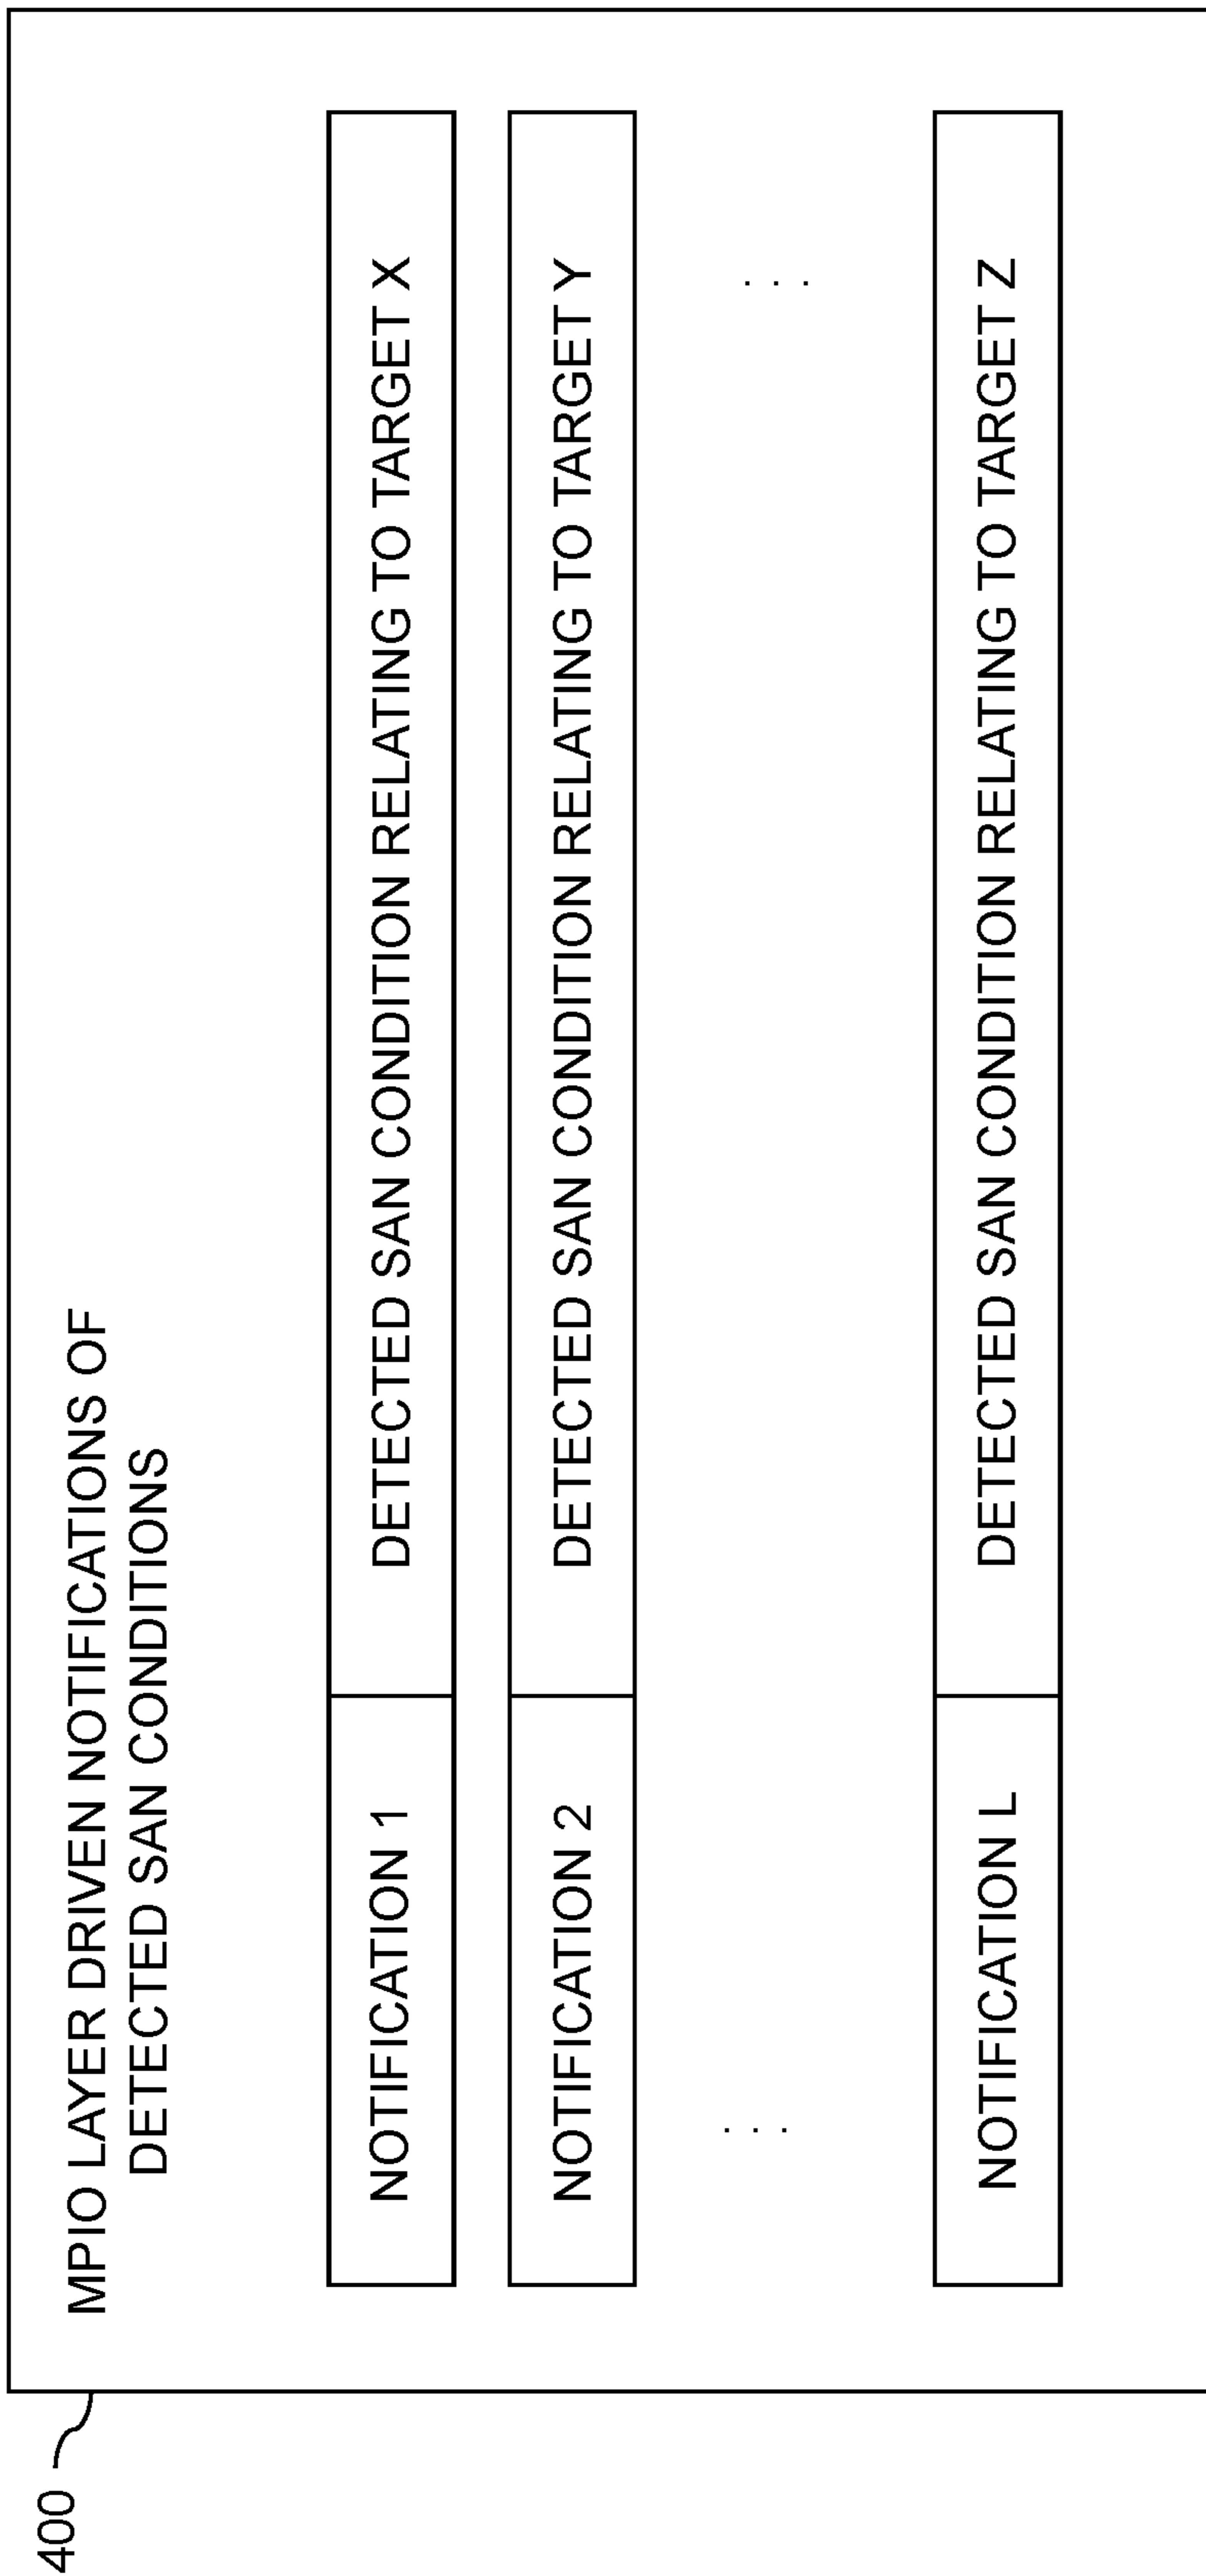 400
MPIO LAYER DRIVEN NOTIFICATIONS OF
DETECTED SAN CONDITIONS
NOTIFICATION 1 DETECTED SAN CONDITION RELATING TO TARGET X
NOTIFICATION 2 DETECTED SAN CONDITION RELATING TO TARGET Y
. . . . . .
NOTIFICATION L DETECTED SAN CONDITION RELATING TO TARGET Z